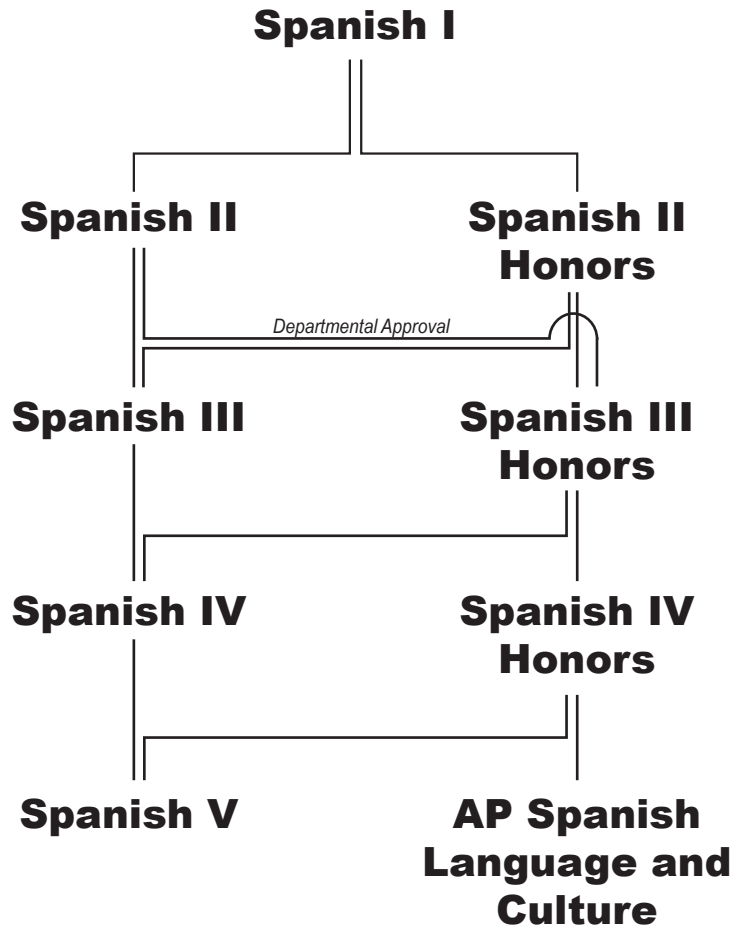 Spanish I
Spanish II
Spanish II
Honors
Departmental Approval
Spanish III
Spanish III
Honors
Spanish IV
Spanish IV
Honors
Spanish V
AP Spanish
Language and
Culture